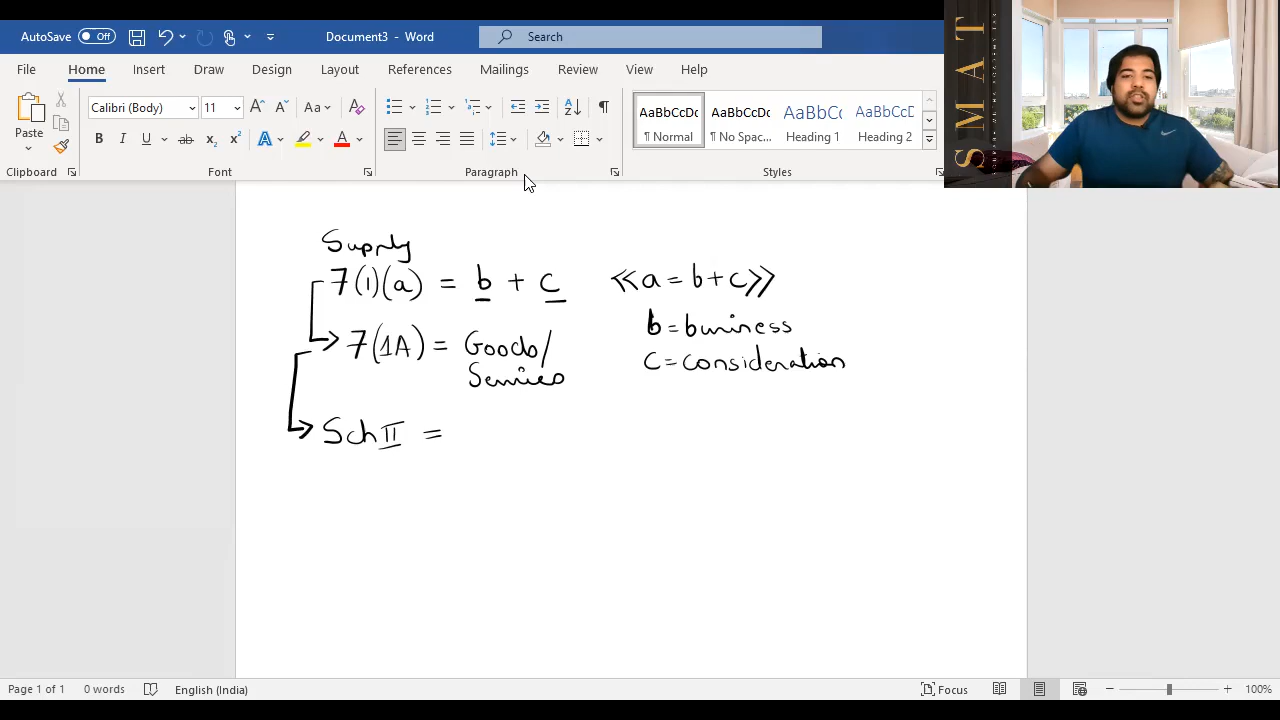 AutoSave Off Document3 - Word Search
File Home Insert Draw Design Layout References Mailings Review View Help
Paste
Calibri (Body) 11
AaBbCcDc AaBbCcDc AaBbC( AaBbCcD
¶ Normal ¶ No Spac... Heading 1 Heading 2
Clipboard Font Paragraph Styles
SMAT
Supply
7(1)(a) = b + c <<a = b + c>>
b = business
7(1A) = Goods/
Services
c = consideration
Sch II =
Page 1 of 1 0 words English (India) Focus 100%